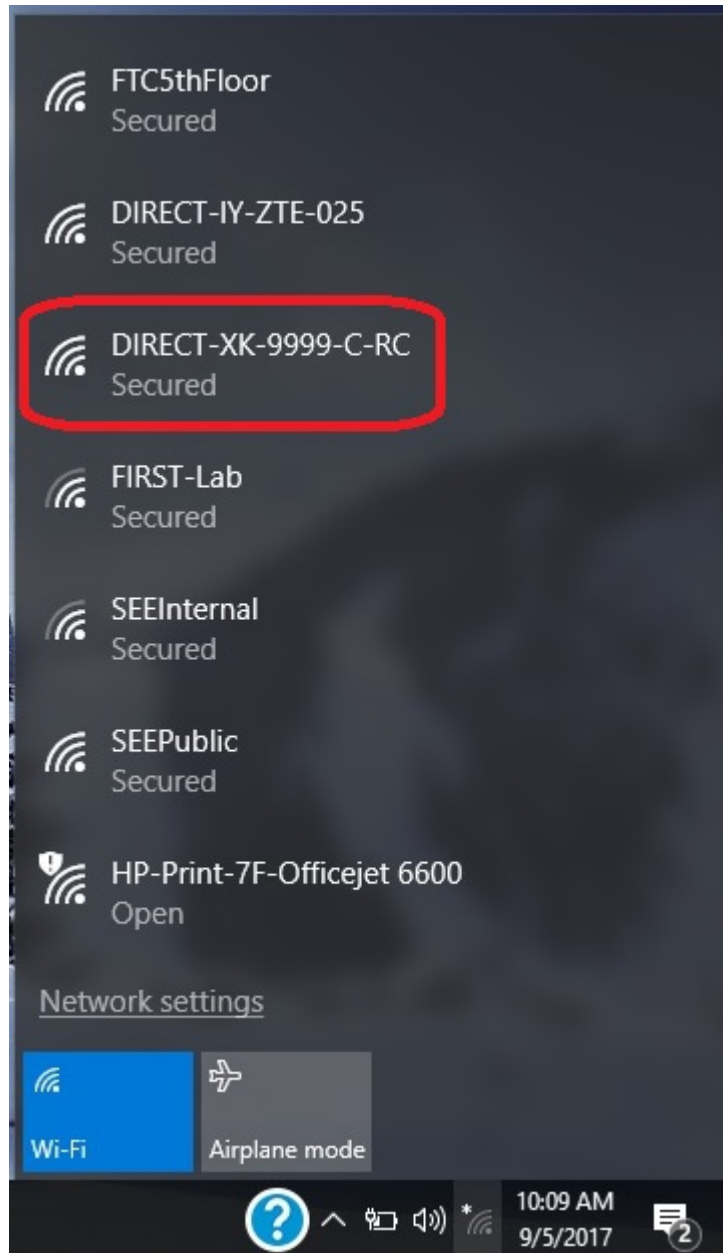 FTC5thFloor
Secured
DIRECT-IY-ZTE-025
Secured
DIRECT-XK-9999-C-RC
Secured
FIRST-Lab
Secured
SEEInternal
Secured
SEEPublic
Secured
HP-Print-7F-Officejet 6600
Open
Network settings
Wi-Fi
Airplane mode
10:09 AM
9/5/2017
2